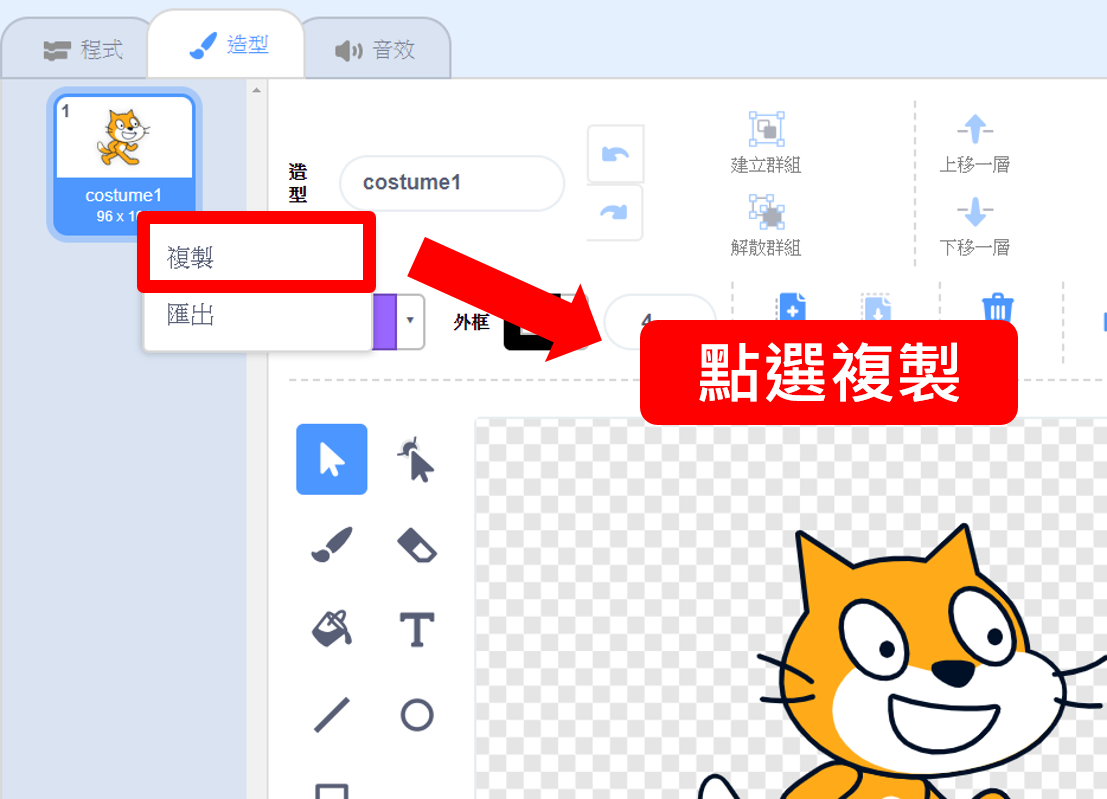 程式
造型
音效
1
costume1
96 x 1
複製
匯出
造型
costume1
建立群組
解散群組
上移一層
下移一層
外框
4
點選複製